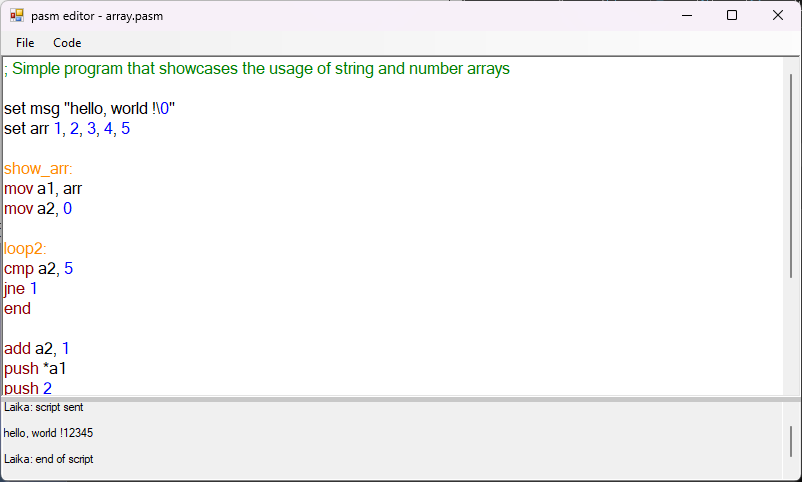 pasm editor - array.pasm
File Code
; Simple program that showcases the usage of string and number arrays
set msg "hello, world !\0"
set arr 1, 2, 3, 4, 5
show_arr:
mov a1, arr
mov a2, 0
loop2:
cmp a2, 5
jne 1
end
add a2, 1
push *a1
push 2
Laika: script sent
hello, world !12345
Laika: end of script